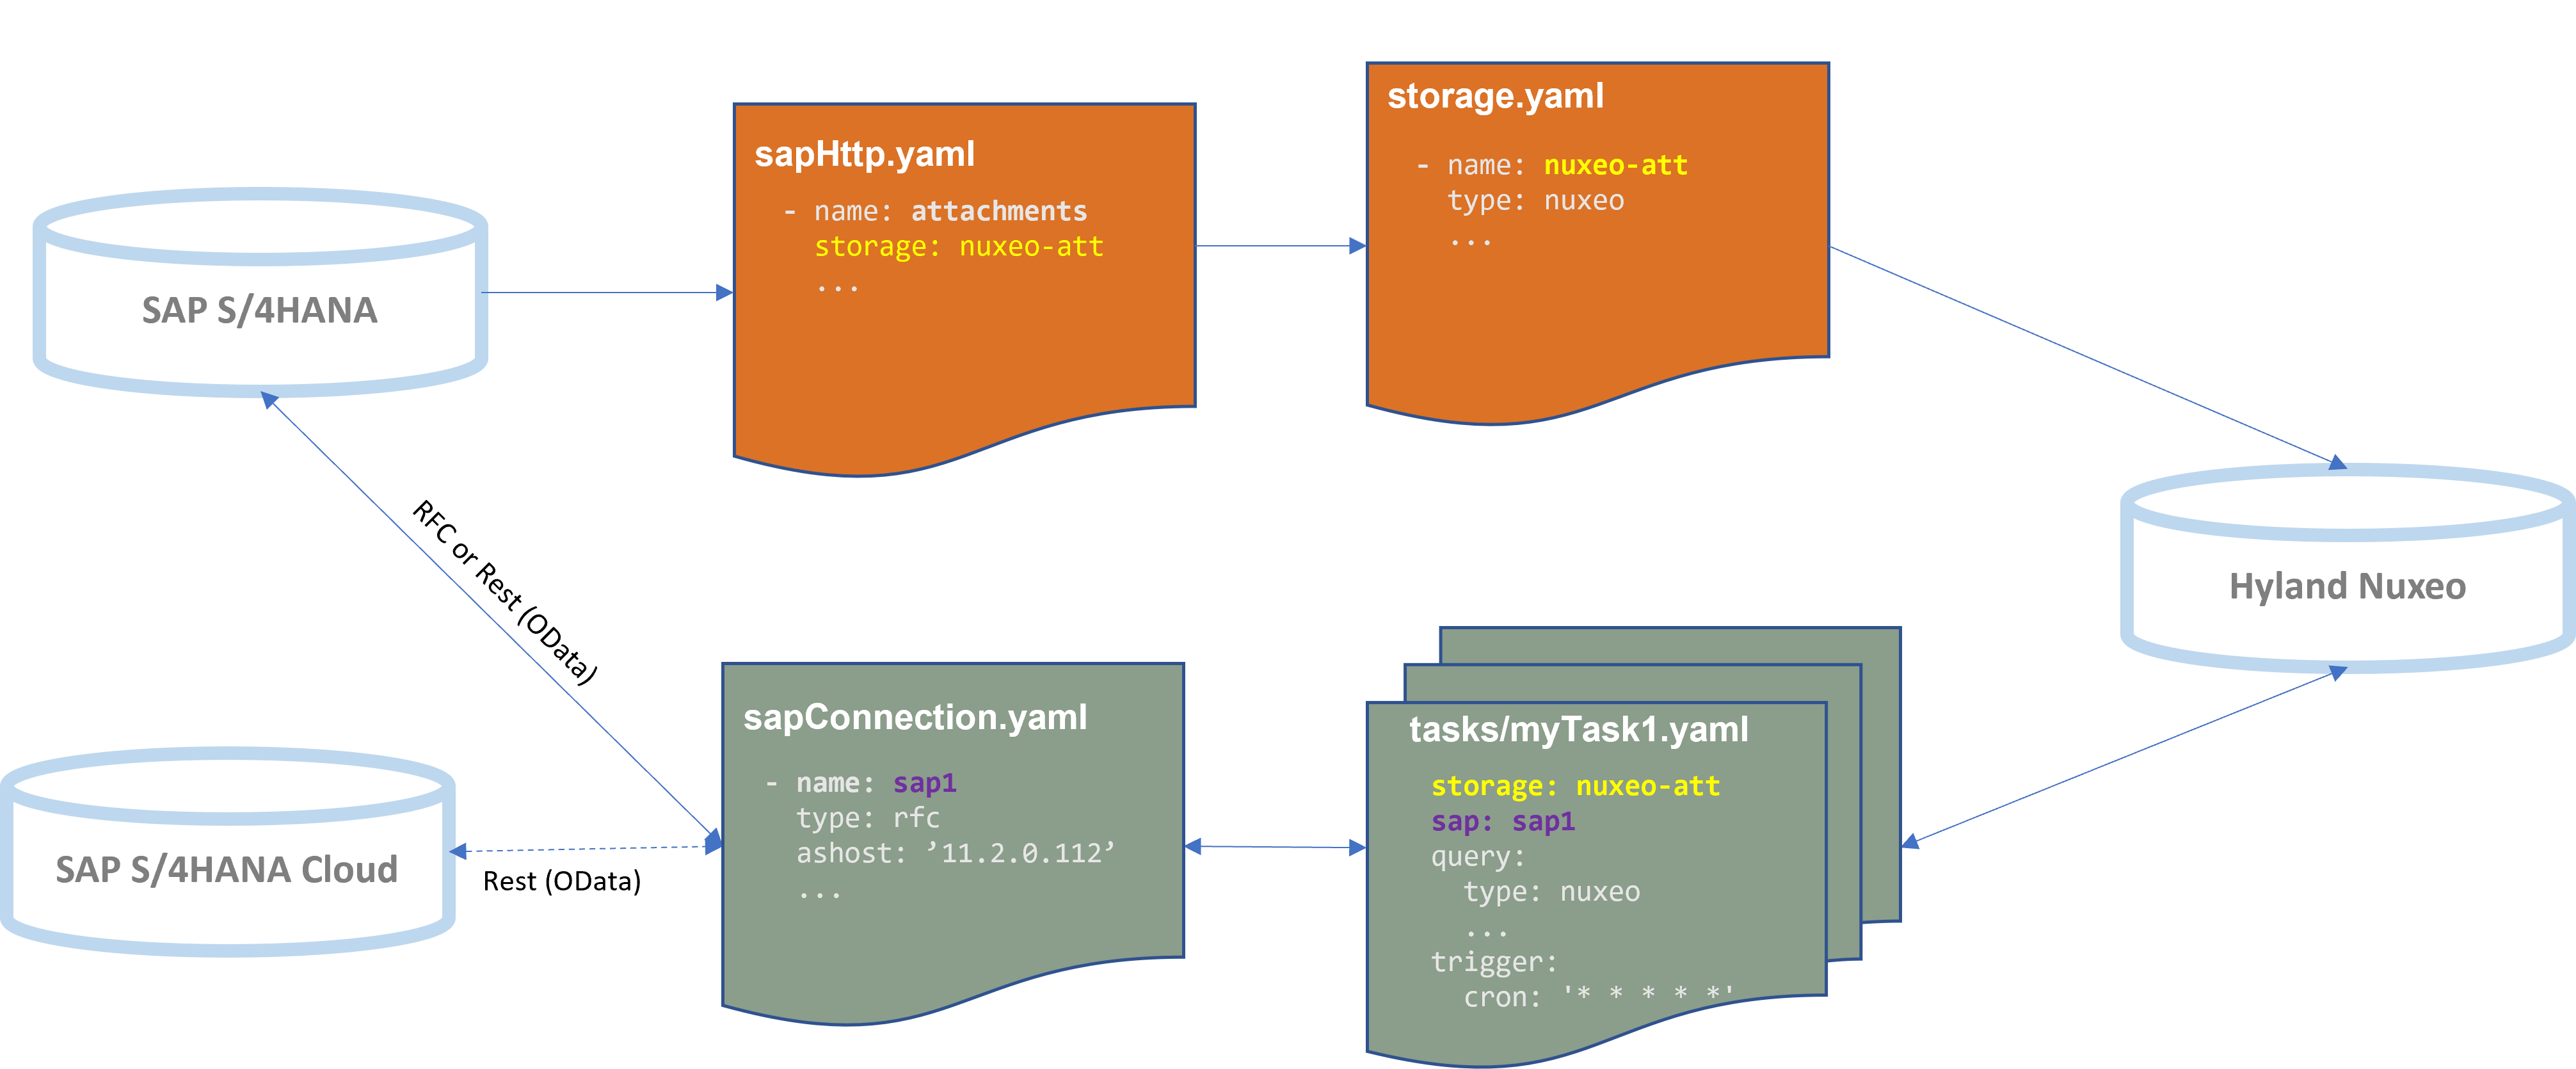 storage.yaml
- name: nuxeo-att
type: nuxeo
...
sapHttp.yaml
- name: attachments
storage: nuxeo-att
...
SAP S/4HANA
Hyland Nuxeo
RFC or Rest (OData)
sapConnection.yaml
- name: sap1
type: rfc
ashost: ’11.2.0.112’
...
tasks/myTask1.yaml
storage: nuxeo-att
sap: sap1
query:
type: nuxeo
...
trigger:
cron: '* * * * *'
SAP S/4HANA Cloud
Rest (OData)